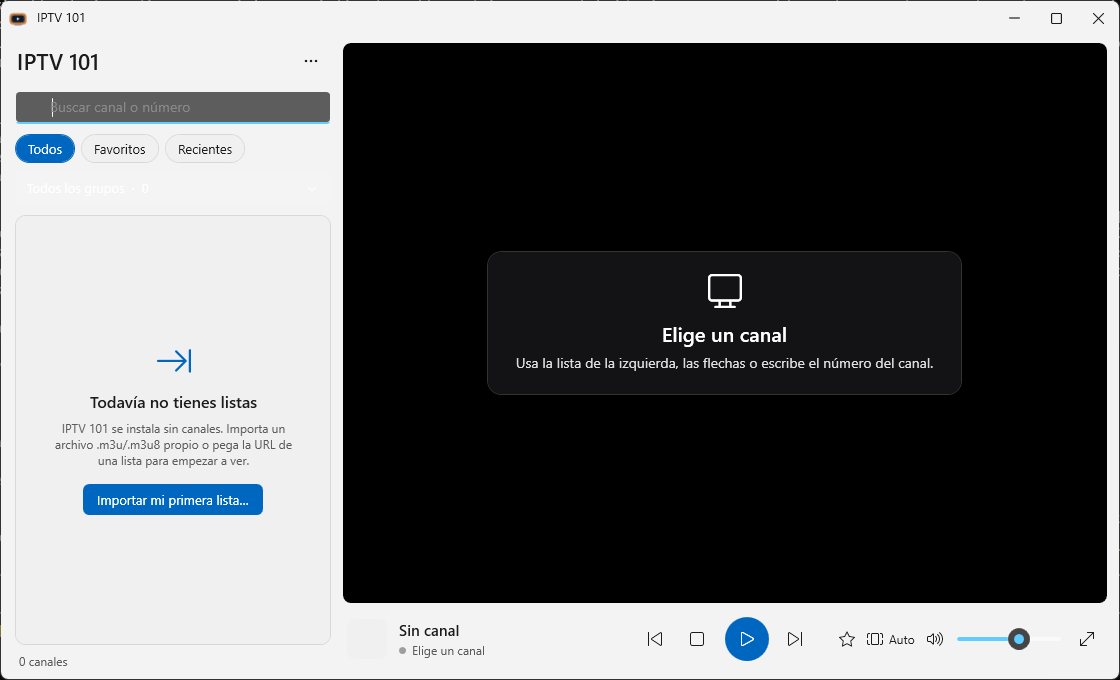 IPTV 101
IPTV 101
Buscar canal o número
Todos
Favoritos
Recientes
Todos los grupos · 0
Todavía no tienes listas
IPTV 101 se instala sin canales. Importa un
archivo .m3u/.m3u8 propio o pega la URL de
una lista para empezar a ver.
Importar mi primera lista...
0 canales
Elige un canal
Usa la lista de la izquierda, las flechas o escribe el número del canal.
Sin canal
Elige un canal
Auto